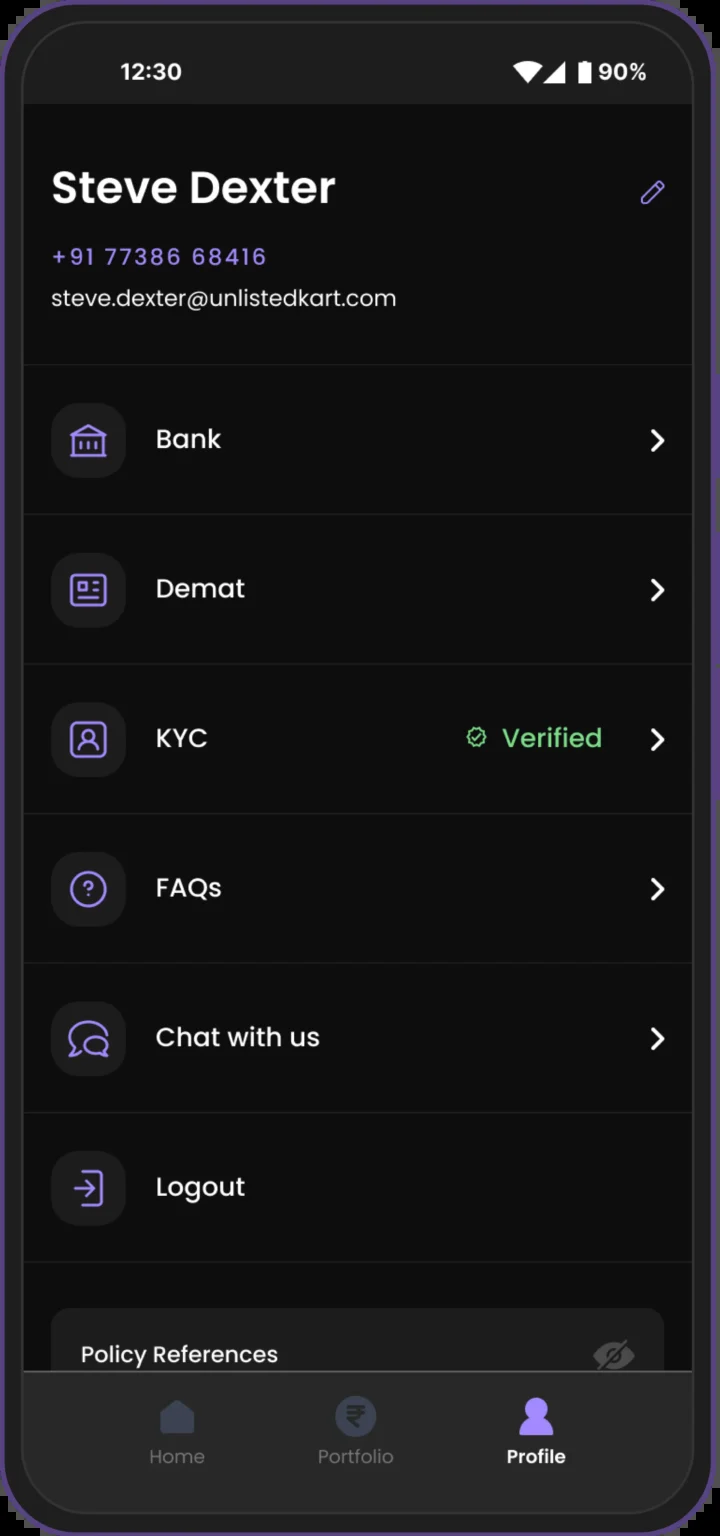 12:30 90%
Steve Dexter
+91 77386 68416
steve.dexter@unlistedkart.com
Bank
Demat
KYC Verified
FAQs
Chat with us
Logout
Policy References
Home Portfolio Profile